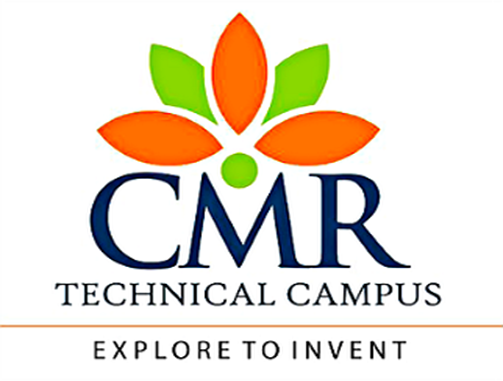 CMR
TECHNICAL CAMPUS
EXPLORE TO INVENT